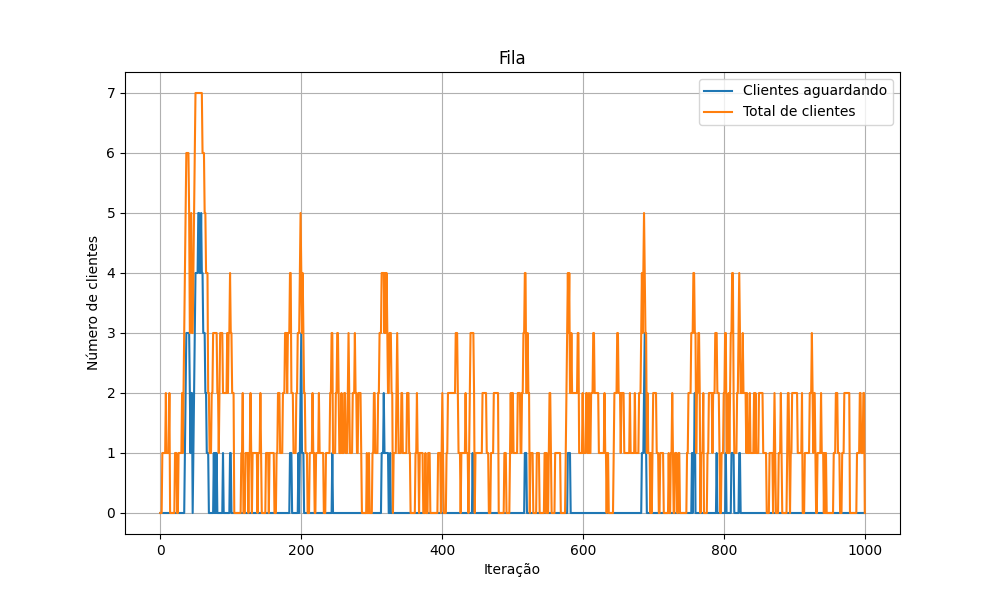 Fila
Clientes aguardando
Total de clientes
Número de clientes
7
6
5
4
3
2
1
0
0 200 400 600 800 1000
Iteração